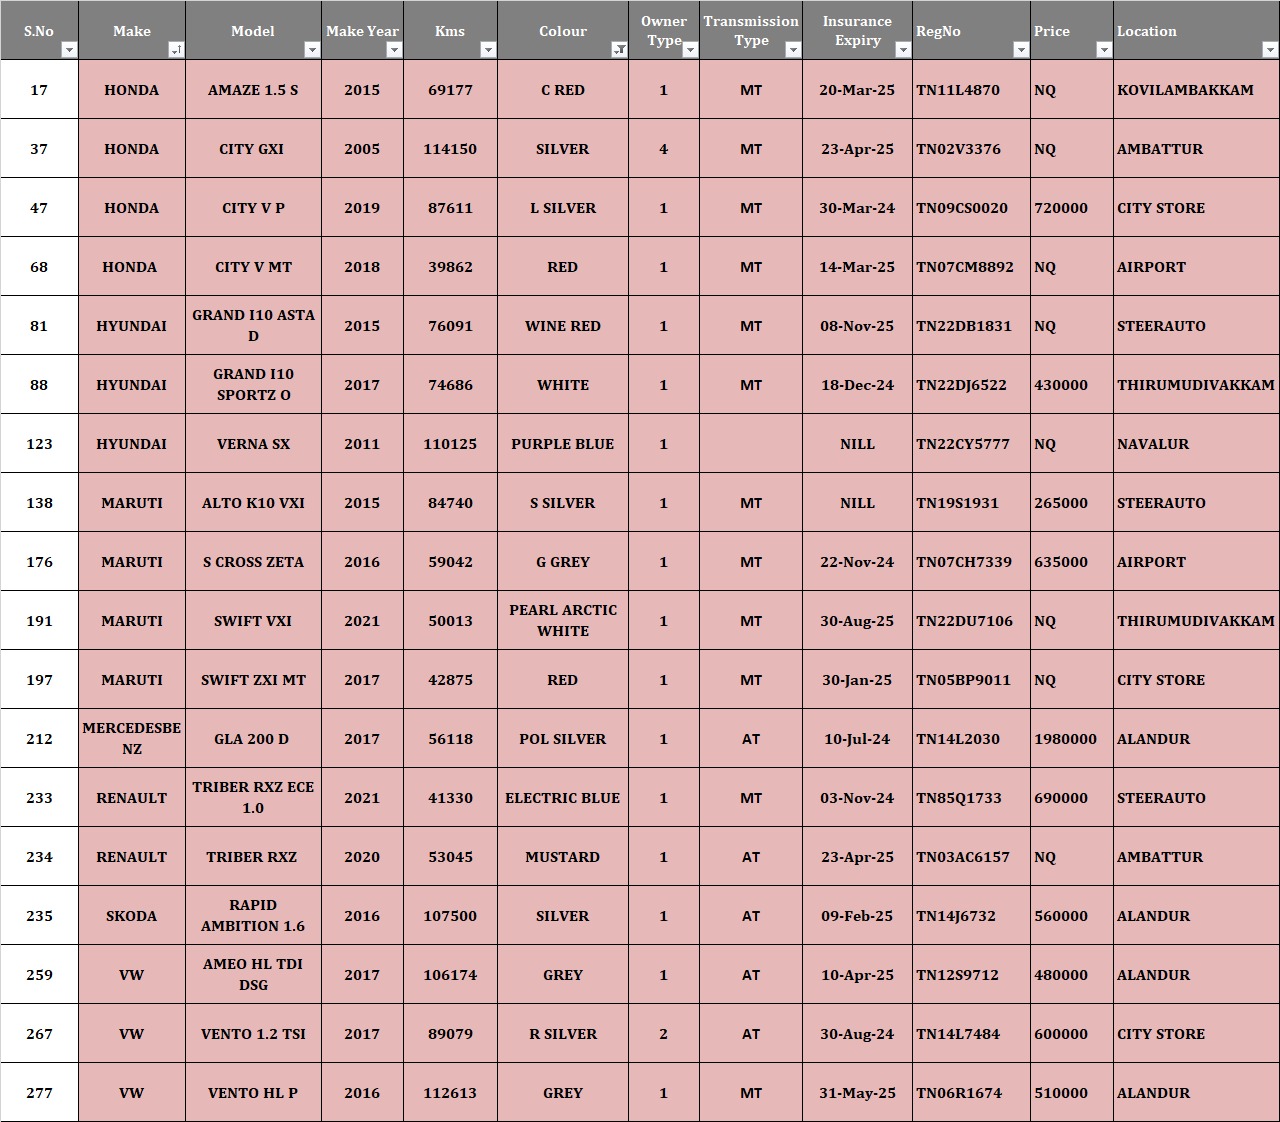 S.No Make Model Make Year Kms Colour Owner Type Transmission Type Insurance Expiry RegNo Price Location
17 HONDA AMAZE 1.5 S 2015 69177 C RED 1 MT 20-Mar-25 TN11L4870 NQ KOVILAMBAKKAM
37 HONDA CITY GXI 2005 114150 SILVER 4 MT 23-Apr-25 TN02V3376 NQ AMBATTUR
47 HONDA CITY V P 2019 87611 L SILVER 1 MT 30-Mar-24 TN09CS0020 720000 CITY STORE
68 HONDA CITY V MT 2018 39862 RED 1 MT 14-Mar-25 TN07CM8892 NQ AIRPORT
81 HYUNDAI GRAND I10 ASTA D 2015 76091 WINE RED 1 MT 08-Nov-25 TN22DB1831 NQ STEERAUTO
88 HYUNDAI GRAND I10 SPORTZ O 2017 74686 WHITE 1 MT 18-Dec-24 TN22DJ6522 430000 THIRUMUDIVAKKAM
123 HYUNDAI VERNA SX 2011 110125 PURPLE BLUE 1 NILL TN22CY5777 NQ NAVALUR
138 MARUTI ALTO K10 VXI 2015 84740 S SILVER 1 MT NILL TN19S1931 265000 STEERAUTO
176 MARUTI S CROSS ZETA 2016 59042 G GREY 1 MT 22-Nov-24 TN07CH7339 635000 AIRPORT
191 MARUTI SWIFT VXI 2021 50013 PEARL ARCTIC WHITE 1 MT 30-Aug-25 TN22DU7106 NQ THIRUMUDIVAKKAM
197 MARUTI SWIFT ZXI MT 2017 42875 RED 1 MT 30-Jan-25 TN05BP9011 NQ CITY STORE
212 MERCEDESBENZ GLA 200 D 2017 56118 POL SILVER 1 AT 10-Jul-24 TN14L2030 1980000 ALANDUR
233 RENAULT TRIBER RXZ ECE 1.0 2021 41330 ELECTRIC BLUE 1 MT 03-Nov-24 TN85Q1733 690000 STEERAUTO
234 RENAULT TRIBER RXZ 2020 53045 MUSTARD 1 AT 23-Apr-25 TN03AC6157 NQ AMBATTUR
235 SKODA RAPID AMBITION 1.6 2016 107500 SILVER 1 AT 09-Feb-25 TN14J6732 560000 ALANDUR
259 VW AMEO HL TDI DSG 2017 106174 GREY 1 AT 10-Apr-25 TN12S9712 480000 ALANDUR
267 VW VENTO 1.2 TSI 2017 89079 R SILVER 2 AT 30-Aug-24 TN14L7484 600000 CITY STORE
277 VW VENTO HL P 2016 112613 GREY 1 MT 31-May-25 TN06R1674 510000 ALANDUR